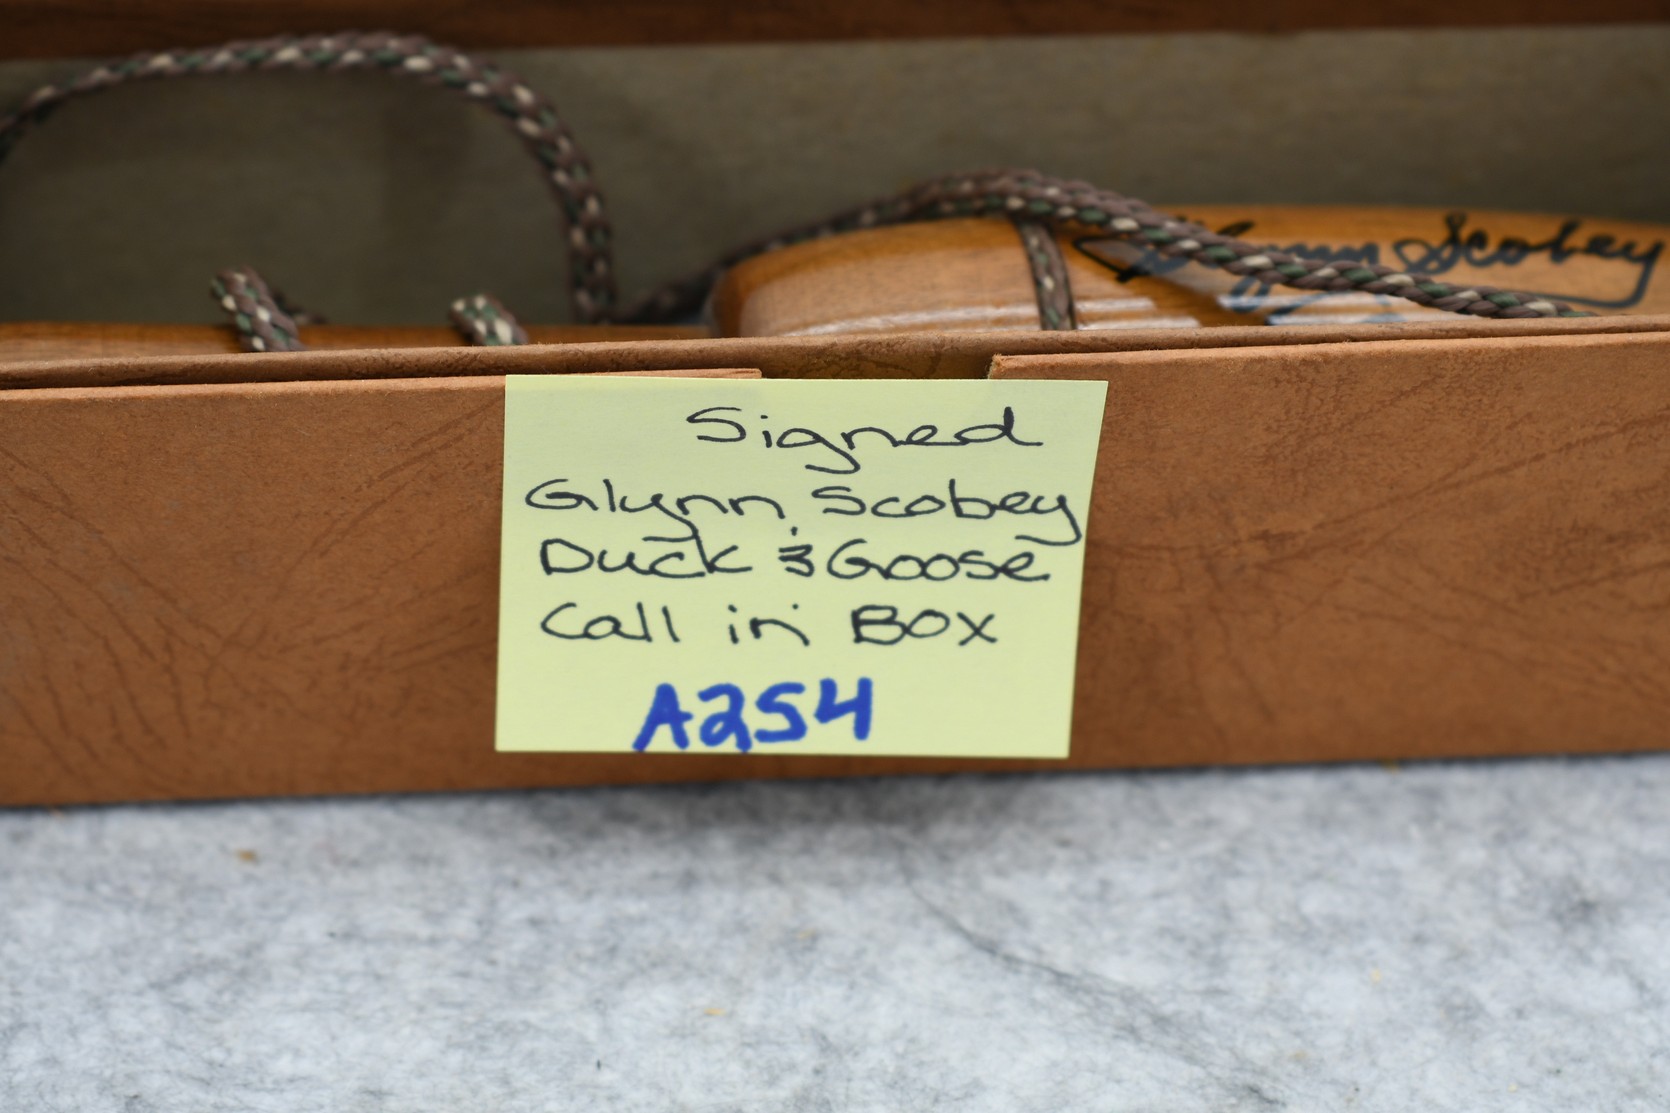 Glynn Scobey
Signed
Glynn Scobey
Duck & Goose
Call in Box
A254